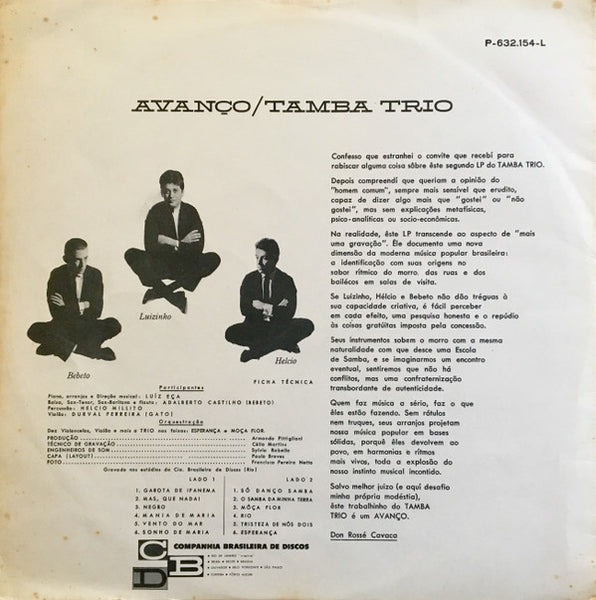 P-632.154-L
AVANÇO/TAMBA TRIO
Confesso que estranhei o convite que recebi para
rabiscar alguma coisa sôbre êste segundo LP do TAMBA TRIO.
Depois compreendi que queriam a opinião do
"homem comum", sempre mais sensível que erudito,
capaz de dizer algo mais que "gostei" ou "não
gostei", mas sem explicações metafísicas,
psico-analíticas ou socio-econômicas.
Na realidade, êste LP transcende ao aspecto de "mais
uma gravação". Êle documenta uma nova
dimensão da moderna música popular brasileira:
a identificação com suas origens no
sabor rítmico do morro, das ruas e dos
bailécos em salas de visita.
Se Luizinho, Hélcio e Bebeto não dão tréguas à
sua capacidade criativa, é fácil perceber
em cada efeito, uma pesquisa honesta e o repúdio
às coisas gratúitas imposta pela concessão.
Seus instrumentos sobem o morro com a mesma
naturalidade com que desce uma Escola
de Samba, e se imaginarmos um encontro
eventual, sentiremos que não há
conflitos, mas uma confraternização
transbordante de autenticidade.
Quem faz música a sério, faz o que
êles estão fazendo. Sem rótulos
nem truques, seus arranjos projetam
nossa música popular em bases
sólidas, porquê êles devolvem ao
povo, em harmonias e ritmos
mais vivos, toda a explosão do
nosso instinto musical incontido.
Salvo melhor juizo (e aqui desafio
minha própria modéstia),
êste trabalhinho do TAMBA
TRIO é um AVANÇO.
Don Rossé Cavaca
Luizinho
Bebeto
Hélcio
FICHA TÉCNICA
Participantes
Piano, arranjos e Direção musical: LUÍZ EÇA
Baixo, Sax-Tenor, Sax-Barítono e flauta: ADALBERTO CASTILHO (BEBETO)
Percussão: HELCIO MILLITO
Violão: DURVAL FERREIRA (GATO)
Orquestração
Dez Violoncelos, Violão e mais o TRIO nas faixas: ESPERANÇA e MOÇA FLOR.
PRODUÇÃO Armando Pittigliani
TÉCNICO DE GRAVAÇÃO Célio Martins
ENGENHEIRO DE SOM Sylvio Rabello
CAPA (LAYOUT) Paulo Breves
FOTO Francisco Pereira Netto
Gravado nos estúdios da Cia. Brasileira de Discos (Rio)
LADO 1
1. GAROTA DE IPANEMA
2. MAS, QUE NADA!
3. NEGRO
4. MANIA DE MARIA
5. VENTO DO MAR
6. SONHO DE MARIA
LADO 2
1. SÓ DANÇO SAMBA
2. O SAMBA DA MINHA TERRA
3. MÔÇA FLOR
4. RIO
5. TRISTEZA DE NÓS DOIS
6. ESPERANÇA
CBD
COMPANHIA BRASILEIRA DE DISCOS